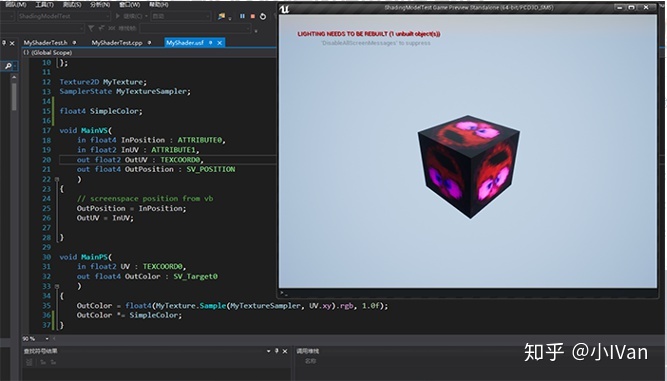 团队(M) 工具(T) 测试(S) 分析(N) 窗口(W) 帮助(H)
ShadingModelTest
ShadingModelTest Game Preview Standalone (64-bit/PCD3D_SM5)
MyShaderTest.h MyShaderTest.cpp MyShader.usf
(Global Scope)
LIGHTING NEEDS TO BE REBUILT (1 unbuilt object(s))
'DisableAllScreenMessages' to suppress
10 };
11
12 Texture2D MyTexture;
13 SamplerState MyTextureSampler;
14
15 float4 SimpleColor;
16
17 void MainVS(
18 in float4 InPosition : ATTRIBUTE0,
19 in float2 InUV : ATTRIBUTE1,
20 out float2 OutUV : TEXCOORD0,
21 out float4 OutPosition : SV_POSITION
22 )
23 {
24 // screenspace position from vb
25 OutPosition = InPosition;
26 OutUV = InUV;
27
28 }
29
30 void MainPS(
31 in float2 UV : TEXCOORD0,
32 out float4 OutColor : SV_Target0
33 )
34 {
35 OutColor = float4(MyTexture.Sample(MyTextureSampler, UV.xy).rgb, 1.0f);
36 OutColor *= SimpleColor;
37 }
90 %
查找符号结果 调用堆栈
名称
知乎 @小IVan